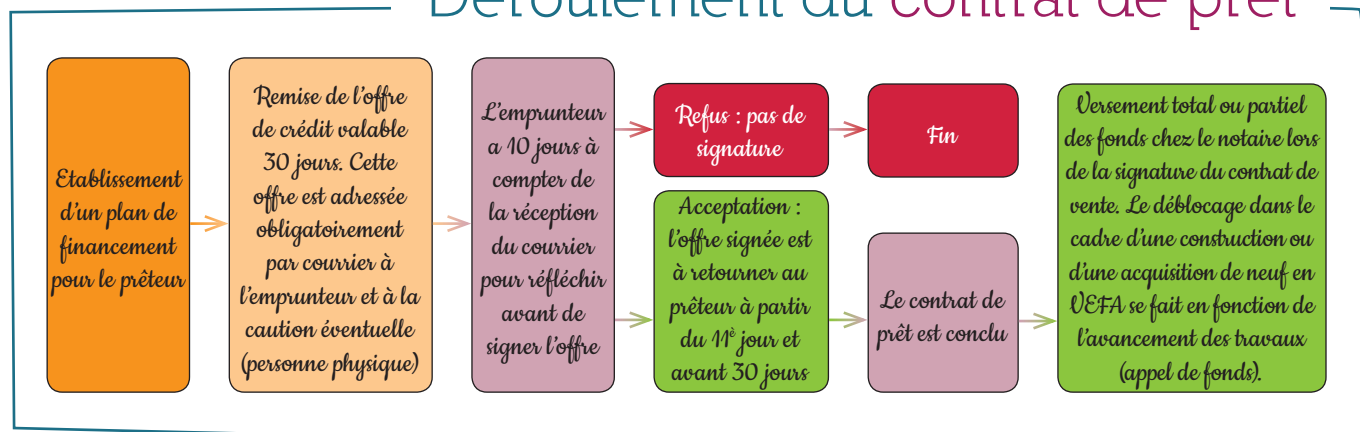 Déroulement du contrat de prêt
Etablissement
d'un plan de
financement
pour le prêteur
Remise de l'offre
de crédit valable
30 jours. Cette
offre est adressée
obligatoirement
par courrier à
l'emprunteur et à la
caution éventuelle
(personne physique)
L'emprunteur
a 10 jours à
compter de
la réception
du courrier
pour réfléchir
avant de
signer l'offre
Refus : pas de
signature
Fin
Acceptation :
l'offre signée est
à retourner au
prêteur à partir
du 11è jour et
avant 30 jours
Le contrat de
prêt est conclu
Versement total ou partiel
des fonds chez le notaire lors
de la signature du contrat de
vente. Le déblocage dans le
cadre d'une construction ou
d'une acquisition de neuf en
VEFA se fait en fonction de
l'avancement des travaux
(appel de fonds).